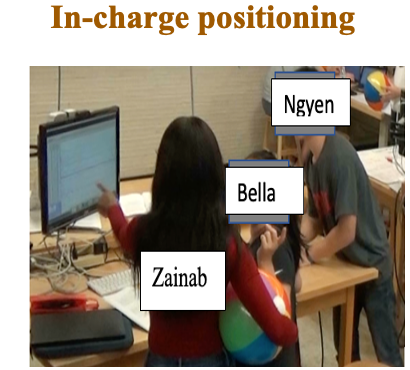 In-charge positioning
Ngyen
Bella
Zainab